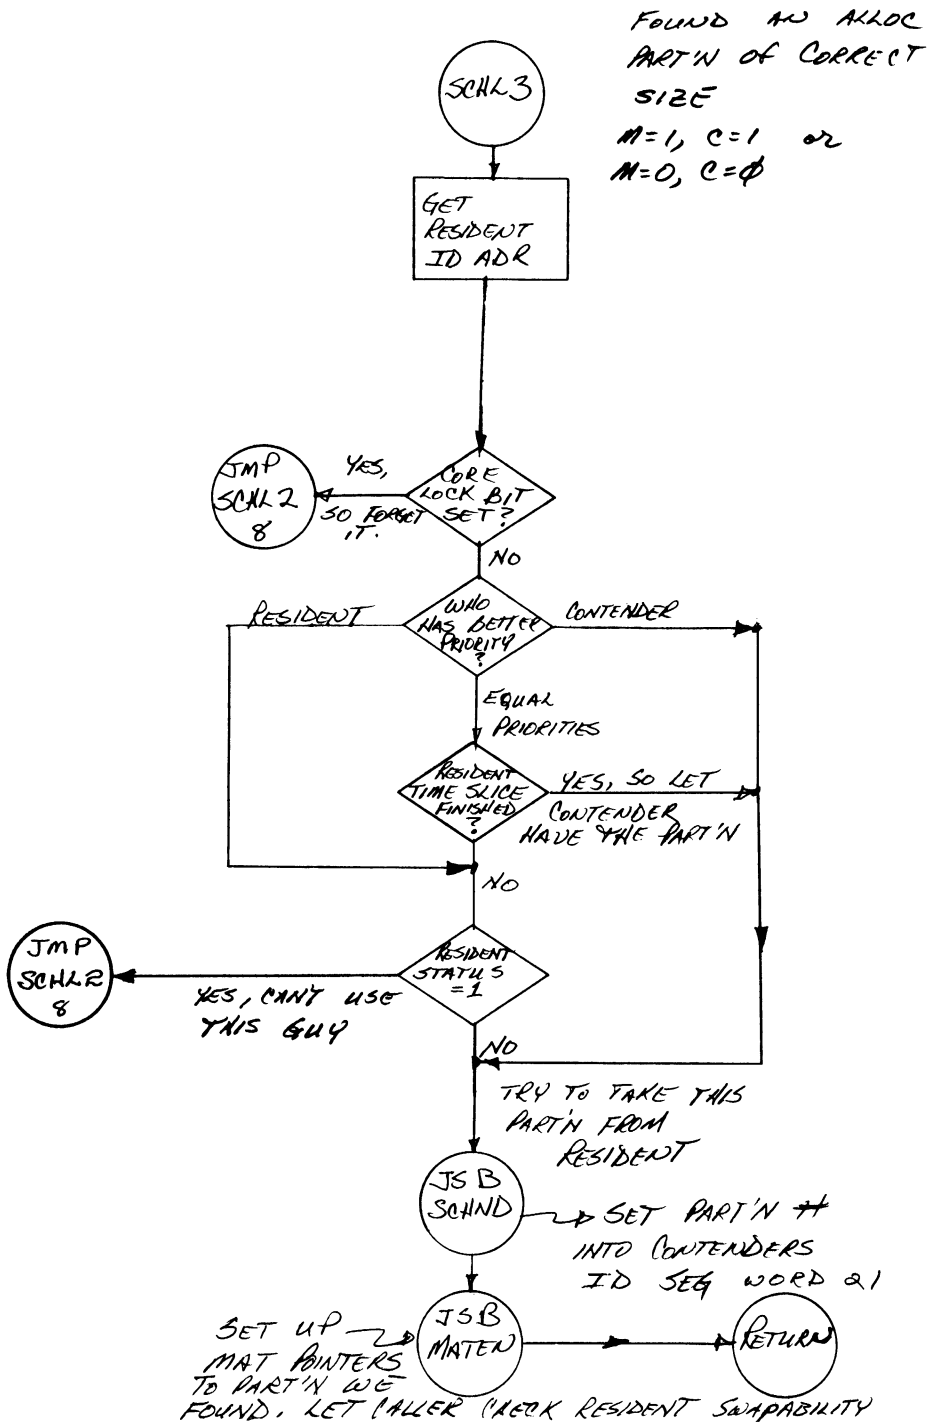 FOUND AN ALLOC
PART'N OF CORRECT
SIZE
M=1, C=1 or
M=0, C=∅
SCHL3
GET
RESIDENT
ID ADR
CORE
LOCK BIT
SET?
YES,
SO FORGET
IT.
JMP
SCHL2
8
NO
WHO
HAS BETTER
PRIORITY
?
RESIDENT
CONTENDER
EQUAL
PRIORITIES
RESIDENT
TIME SLICE
FINISHED
?
YES, SO LET
CONTENDER
HAVE THE PART'N
NO
RESIDENT
STATUS
=1
JMP
SCHL2
8
YES, CAN'T USE
THIS GUY
NO
TRY TO TAKE THIS
PART'N FROM
RESIDENT
JSB
SCHND
SET PART'N #
INTO CONTENDERS
ID SEG WORD 21
JSB
MATEN
RETURN
SET UP
MAT POINTERS
TO PART'N WE
FOUND. LET CALLER CHECK RESIDENT SWAPABILITY